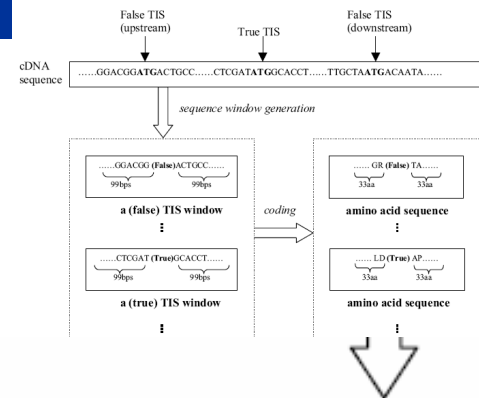 False TIS
(upstream)
True TIS
False TIS
(downstream)
cDNA
sequence
……GGACGGATGACTGCC……CTCGATATGGCACCT……TTGCTAATGACAATA……
sequence window generation
……GGACGG (False)ACTGCC……
99bps 99bps
a (false) TIS window
coding
…… GR (False) TA……
33aa 33aa
amino acid sequence
……CTCGAT (True)GCACCT……
99bps 99bps
a (true) TIS window
…… LD (True) AP……
33aa 33aa
amino acid sequence